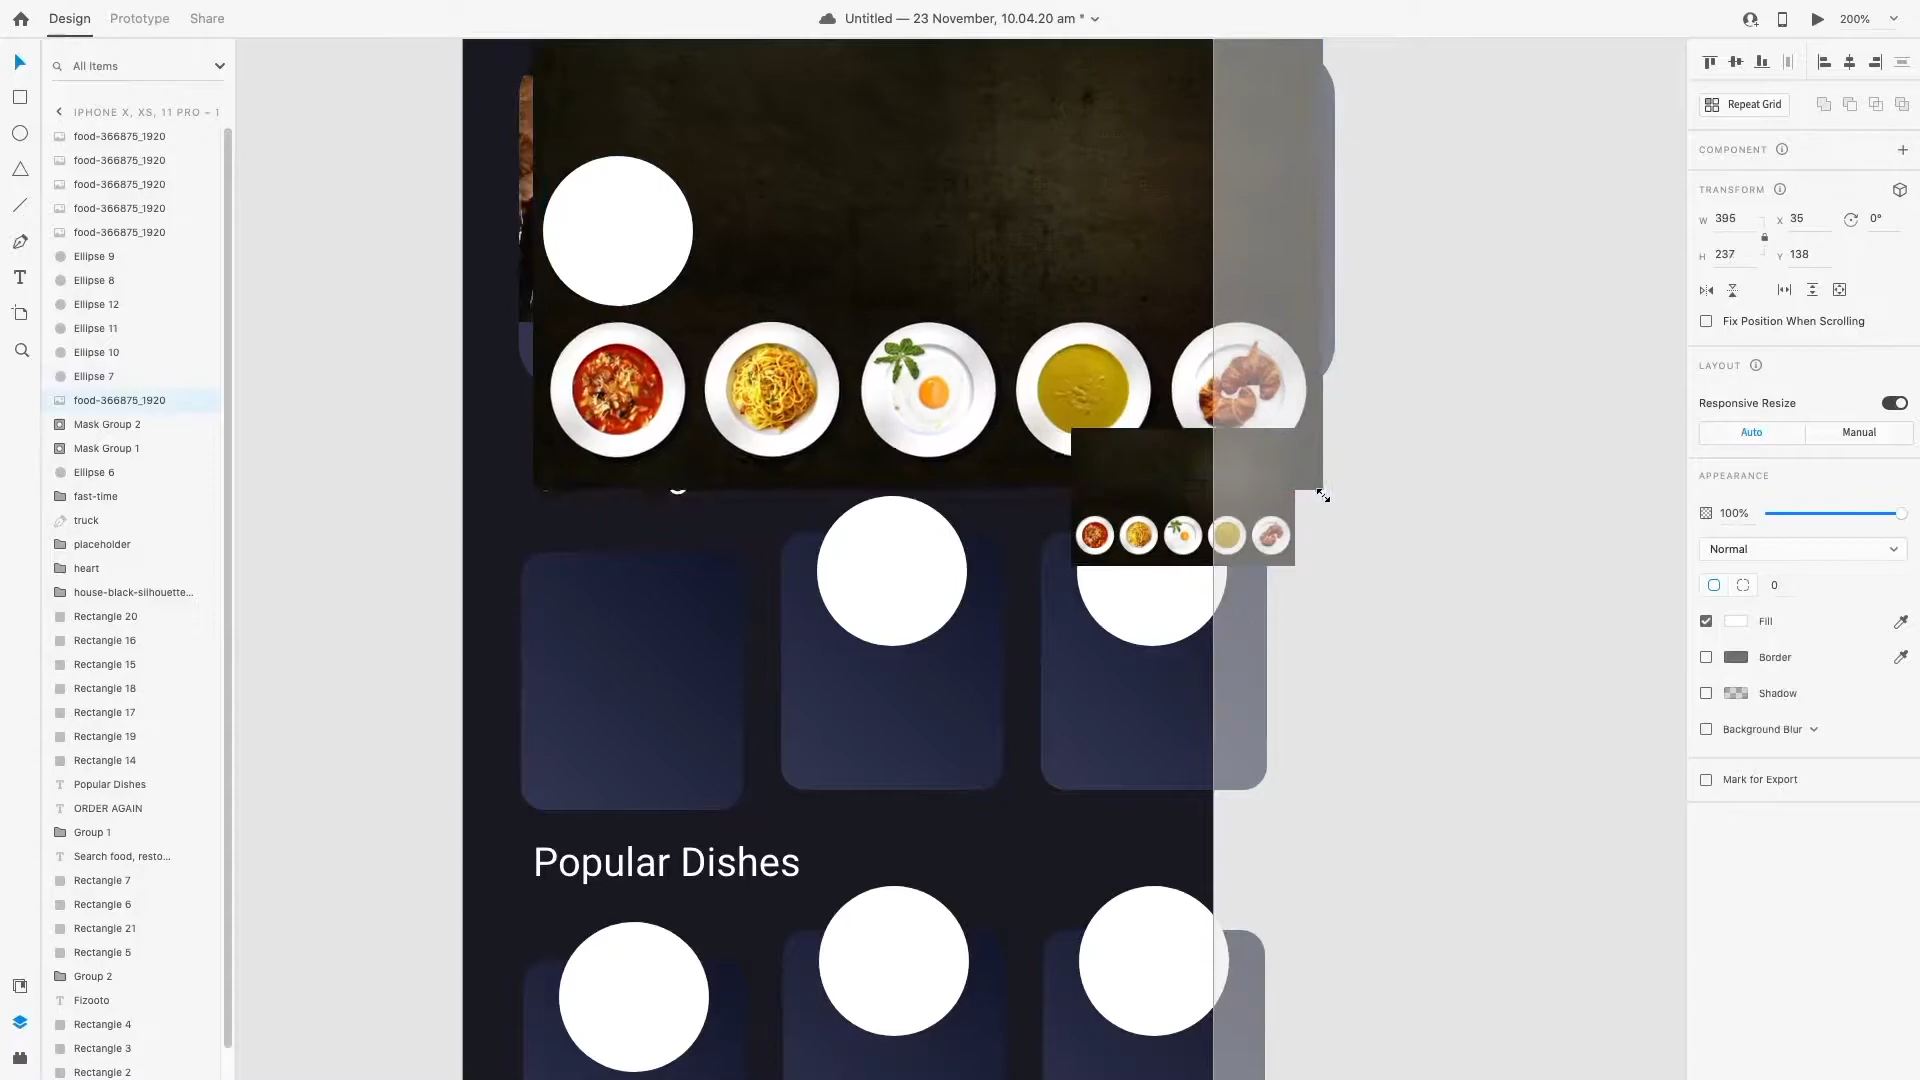 Design
Prototype
Share
Untitled — 23 November, 10.04.20 am *
200%
All Items
IPHONE X, XS, 11 PRO – 1
food-366875_1920
food-366875_1920
food-366875_1920
food-366875_1920
food-366875_1920
Ellipse 9
Ellipse 8
Ellipse 12
Ellipse 11
Ellipse 10
Ellipse 7
food-366875_1920
Mask Group 2
Mask Group 1
Ellipse 6
fast-time
truck
placeholder
heart
house-black-silhouette...
Rectangle 20
Rectangle 16
Rectangle 15
Rectangle 18
Rectangle 17
Rectangle 19
Rectangle 14
Popular Dishes
ORDER AGAIN
Group 1
Search food, resto...
Rectangle 7
Rectangle 6
Rectangle 21
Rectangle 5
Group 2
Fizooto
Rectangle 4
Rectangle 3
Rectangle 2
Popular Dishes
Repeat Grid
COMPONENT
TRANSFORM
W 395 X 35 0°
H 237 Y 138
Fix Position When Scrolling
LAYOUT
Responsive Resize
Auto Manual
APPEARANCE
100%
Normal
0
Fill
Border
Shadow
Background Blur
Mark for Export